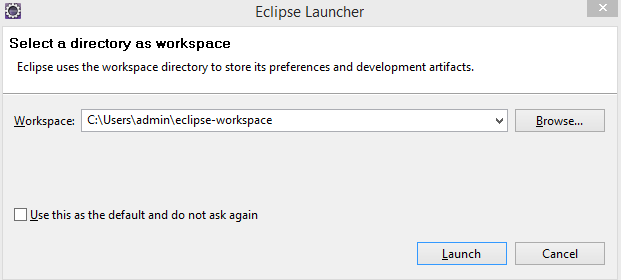 Eclipse Launcher
Select a directory as workspace
Eclipse uses the workspace directory to store its preferences and development artifacts.
Workspace: C:\Users\admin\eclipse-workspace Browse...
Use this as the default and do not ask again
Launch Cancel